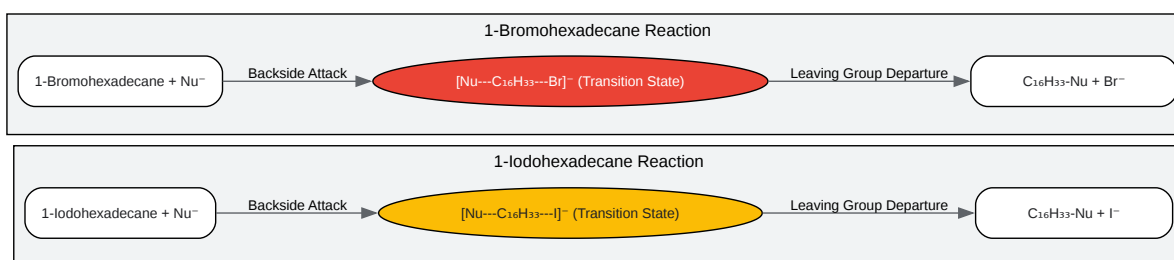 1-Bromohexadecane Reaction
1-Bromohexadecane + Nu⁻
Backside Attack
[Nu---C₁₆H₃₃---Br]⁻ (Transition State)
Leaving Group Departure
C₁₆H₃₃-Nu + Br⁻
1-Iodohexadecane Reaction
1-Iodohexadecane + Nu⁻
Backside Attack
[Nu---C₁₆H₃₃---I]⁻ (Transition State)
Leaving Group Departure
C₁₆H₃₃-Nu + I⁻